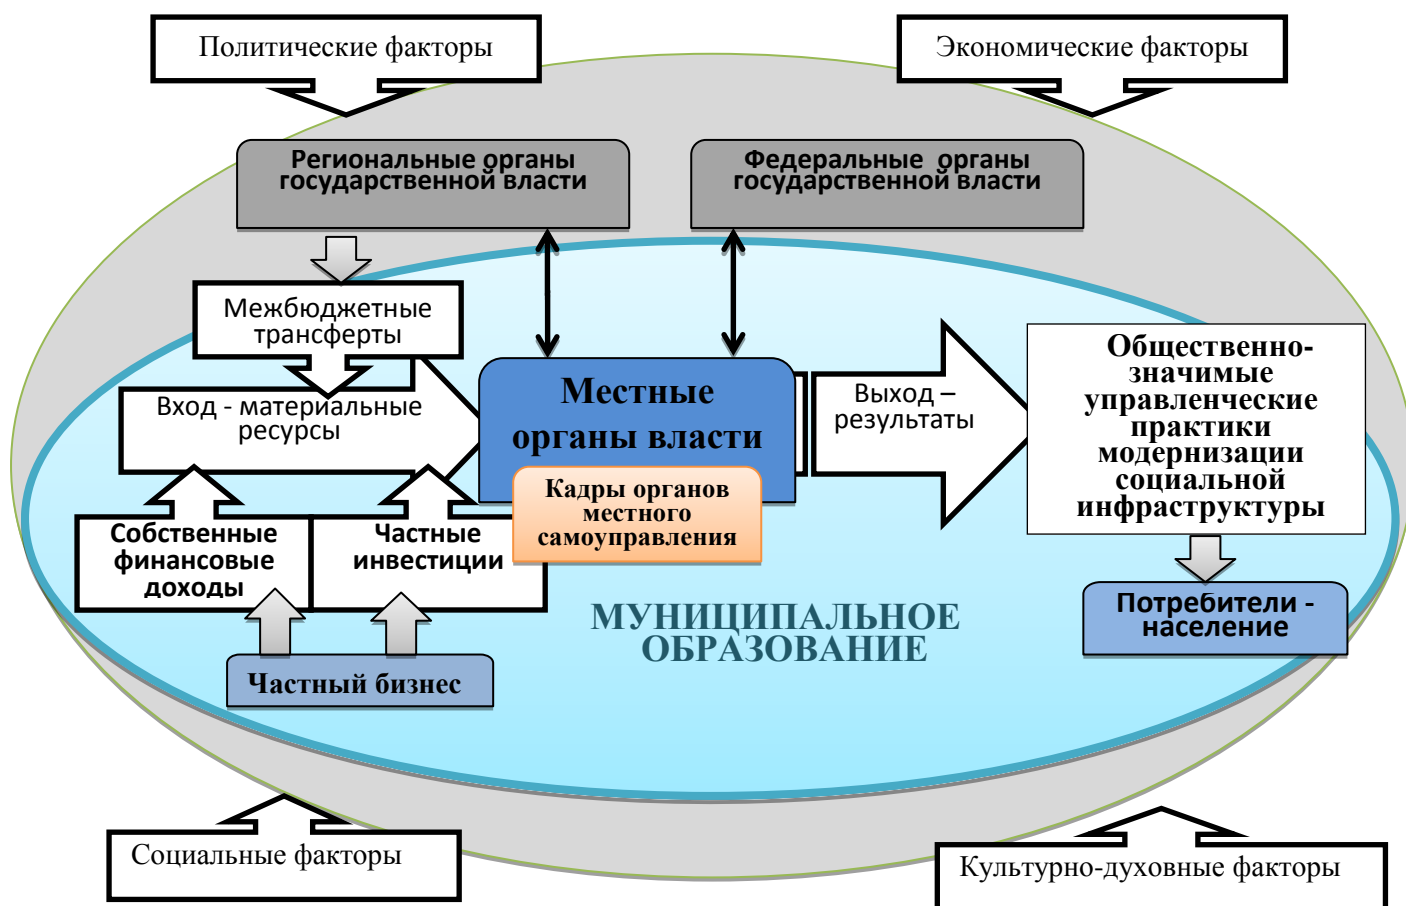 Политические факторы
Экономические факторы
Региональные органы
государственной власти
Федеральные органы
государственной власти
Межбюджетные
трансферты
Вход - материальные
ресурсы
Местные
органы власти
Кадры органов
местного
самоуправления
Выход –
результаты
Общественно-
значимые
управленческие
практики
модернизации
социальной
инфраструктуры
Собственные
финансовые
доходы
Частные
инвестиции
Потребители -
население
МУНИЦИПАЛЬНОЕ
ОБРАЗОВАНИЕ
Частный бизнес
Социальные факторы
Культурно-духовные факторы